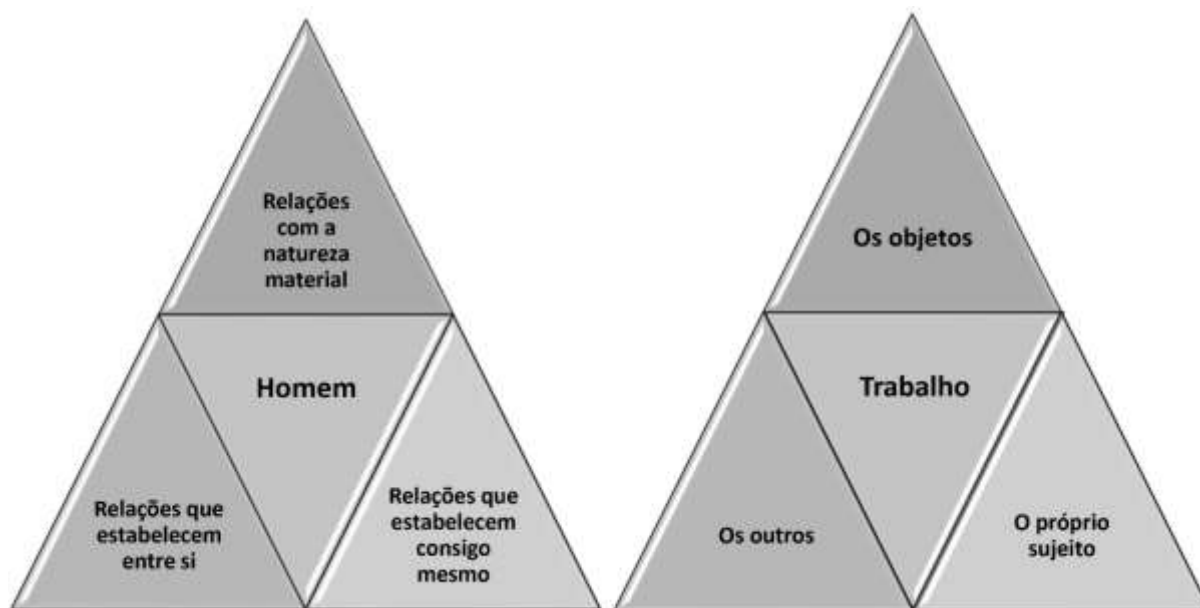 Relações
com a
natureza
material
Homem
Relações que
estabelecem
entre si
Relações que
estabelecem
consigo
mesmo
Os objetos
Trabalho
Os outros
O próprio
sujeito